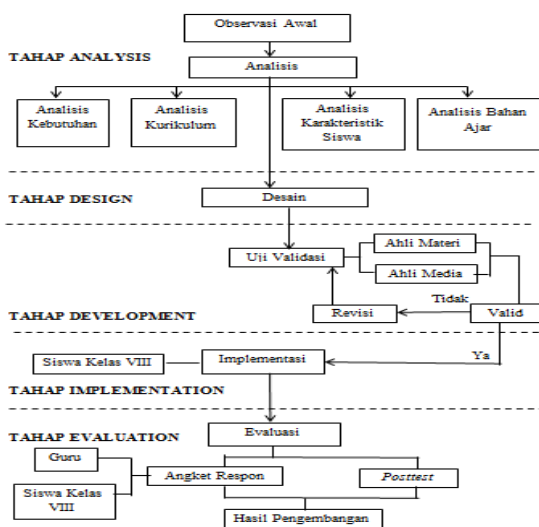 Observasi Awal
TAHAP ANALYSIS
Analisis
Analisis
Kebutuhan
Analisis
Kurikulum
Analisis
Karakteristik
Siswa
Analisis Bahan
Ajar
TAHAP DESIGN
Desain
Uji Validasi
Ahli Materi
Ahli Media
Tidak
Revisi
Valid
TAHAP DEVELOPMENT
Ya
Siswa Kelas VIII
Implementasi
TAHAP IMPLEMENTATION
TAHAP EVALUATION
Evaluasi
Guru
Angket Respon
Posttest
Siswa Kelas
VIII
Hasil Pengembangan